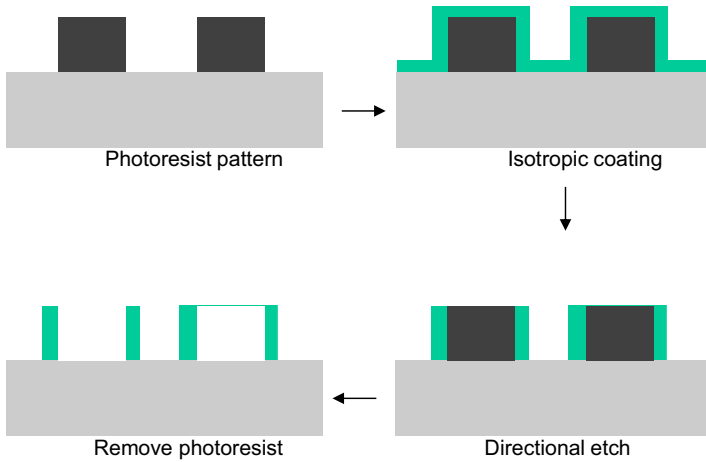 Photoresist pattern
Isotropic coating
Remove photoresist
Directional etch